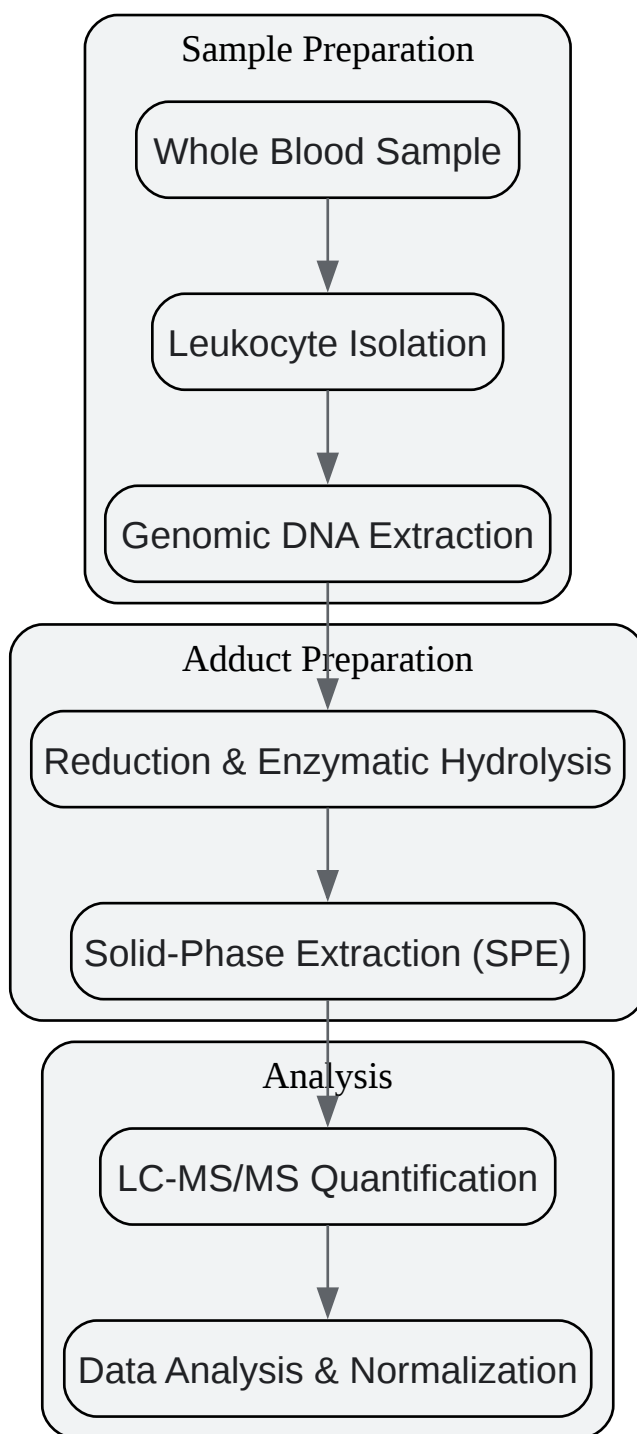 Sample Preparation
Whole Blood Sample
Leukocyte Isolation
Genomic DNA Extraction
Adduct Preparation
Reduction & Enzymatic Hydrolysis
Solid-Phase Extraction (SPE)
Analysis
LC-MS/MS Quantification
Data Analysis & Normalization